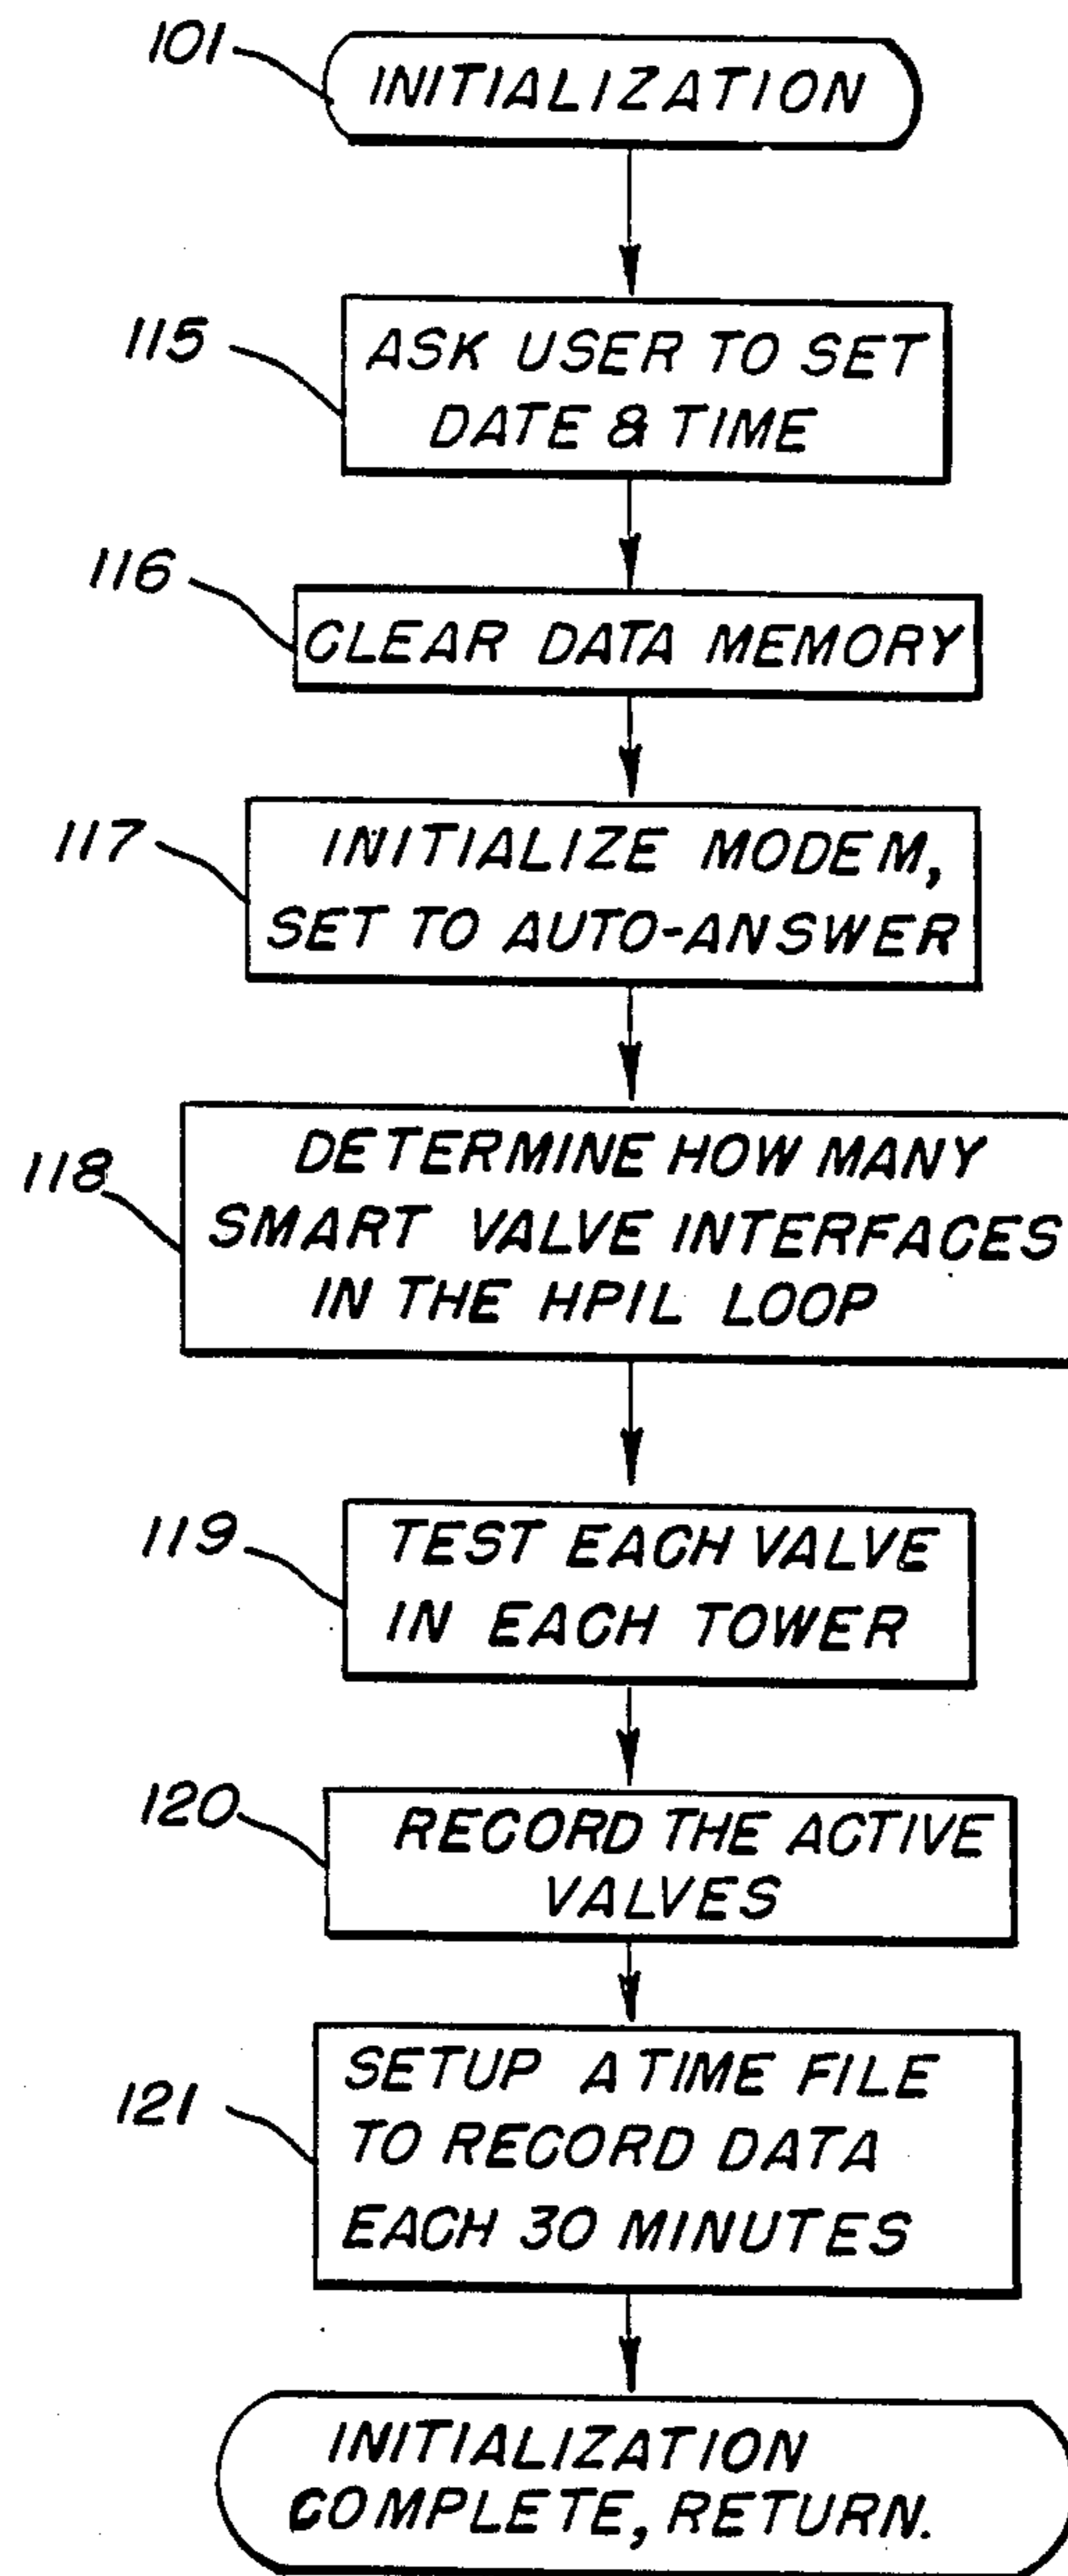 101
INITIALIZATION
115
ASK USER TO SET
DATE & TIME
116
CLEAR DATA MEMORY
117
INITIALIZE MODEM,
SET TO AUTO-ANSWER
118
DETERMINE HOW MANY
SMART VALVE INTERFACES
IN THE HPIL LOOP
119
TEST EACH VALVE
IN EACH TOWER
120
RECORD THE ACTIVE
VALVES
121
SETUP A TIME FILE
TO RECORD DATA
EACH 30 MINUTES
INITIALIZATION
COMPLETE, RETURN.